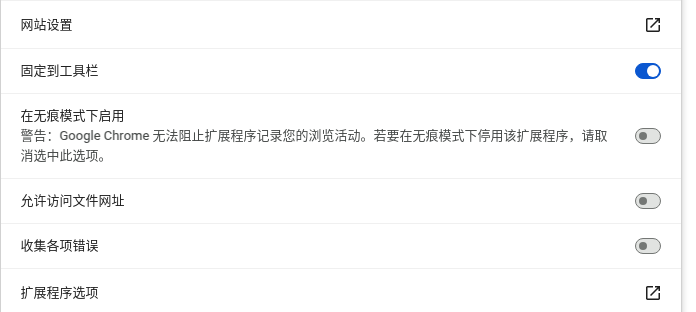 网站设置
固定到工具栏
在无痕模式下启用
警告：Google Chrome 无法阻止扩展程序记录您的浏览活动。若要在无痕模式下停用该扩展程序，请取
消选中此选项。
允许访问文件网址
收集各项错误
扩展程序选项